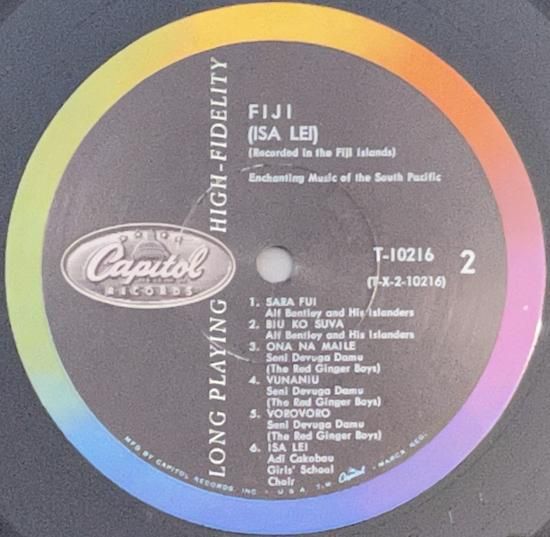 FIJI
(ISA LEI)
(Recorded in the Fiji Islands)
Enchanting Music of the South Pacific
LONG PLAYING HIGH-FIDELITY
Capitol
RECORDS
T-10216
2
(T-X-2-10216)
1. SARA FUI
Alf Bentley and His Islanders
2. BIU KO SUVA
Alf Bentley and His Islanders
3. ONA NA MAILE
Seni Devuga Damu
(The Red Ginger Boys)
4. VUNANIU
Seni Devuga Damu
(The Red Ginger Boys)
5. VOROVORO
Seni Devuga Damu
(The Red Ginger Boys)
6. ISA LEI
Adi Cakobau
Girls' School
Choir
MFD. BY CAPITOL RECORDS, INC. • U.S.A. T.M. Capitol • MARCA REG.